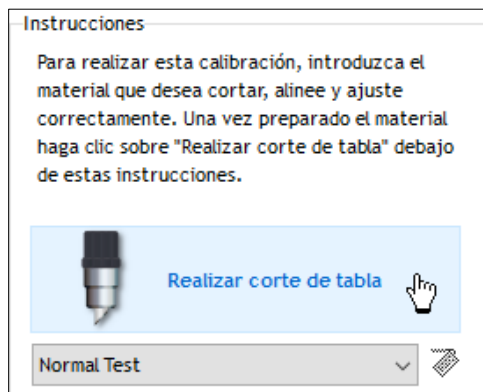 Instrucciones
Para realizar esta calibración, introduzca el
material que desea cortar, alinee y ajuste
correctamente. Una vez preparado el material
haga clic sobre "Realizar corte de tabla" debajo
de estas instrucciones.
Realizar corte de tabla
Normal Test